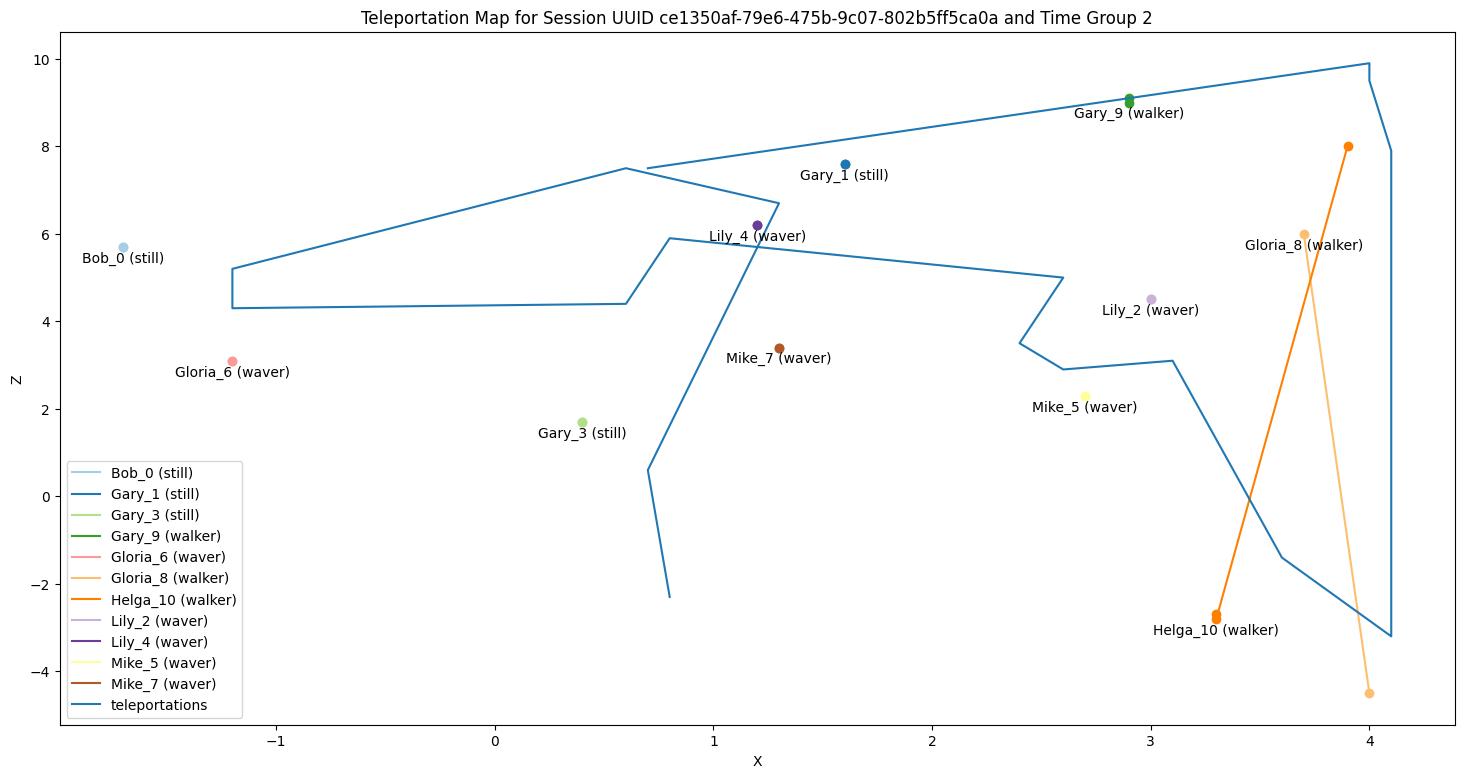 Teleportation Map for Session UUID ce1350af-79e6-475b-9c07-802b5ff5ca0a and Time Group 2
10
8
6
4
2
0
−2
−4
Z
Gary_9 (walker)
Gary_1 (still)
Lily_4 (waver)
Gloria_8 (walker)
Bob_0 (still)
Lily_2 (waver)
Mike_7 (waver)
Gloria_6 (waver)
Mike_5 (waver)
Gary_3 (still)
Helga_10 (walker)
Bob_0 (still)
Gary_1 (still)
Gary_3 (still)
Gary_9 (walker)
Gloria_6 (waver)
Gloria_8 (walker)
Helga_10 (walker)
Lily_2 (waver)
Lily_4 (waver)
Mike_5 (waver)
Mike_7 (waver)
teleportations
−1 0 1 2 3 4
X